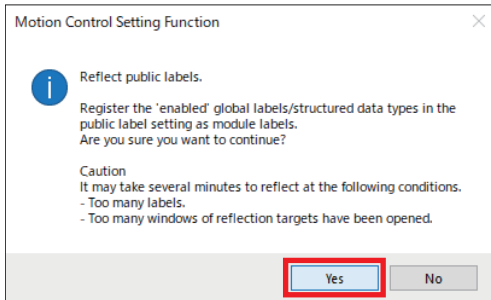 Motion Control Setting Function
Reflect public labels.
Register the 'enabled' global labels/structured data types in the
public label setting as module labels.
Are you sure you want to continue?
Caution
It may take several minutes to reflect at the following conditions.
- Too many labels.
- Too many windows of reflection targets have been opened.
Yes
No